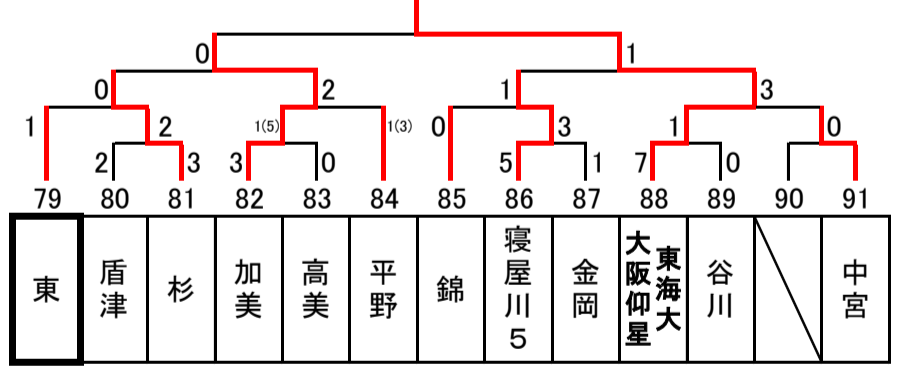 0 1
0 2 1 3
1 2 1(5) 1(3) 0 3 1 0
2 3 3 0 5 1 7 0
79 80 81 82 83 84 85 86 87 88 89 90 91
東
盾津
杉
加美
高美
平野
錦
寝屋川5
金岡
東海大
大阪仰星
谷川
中宮